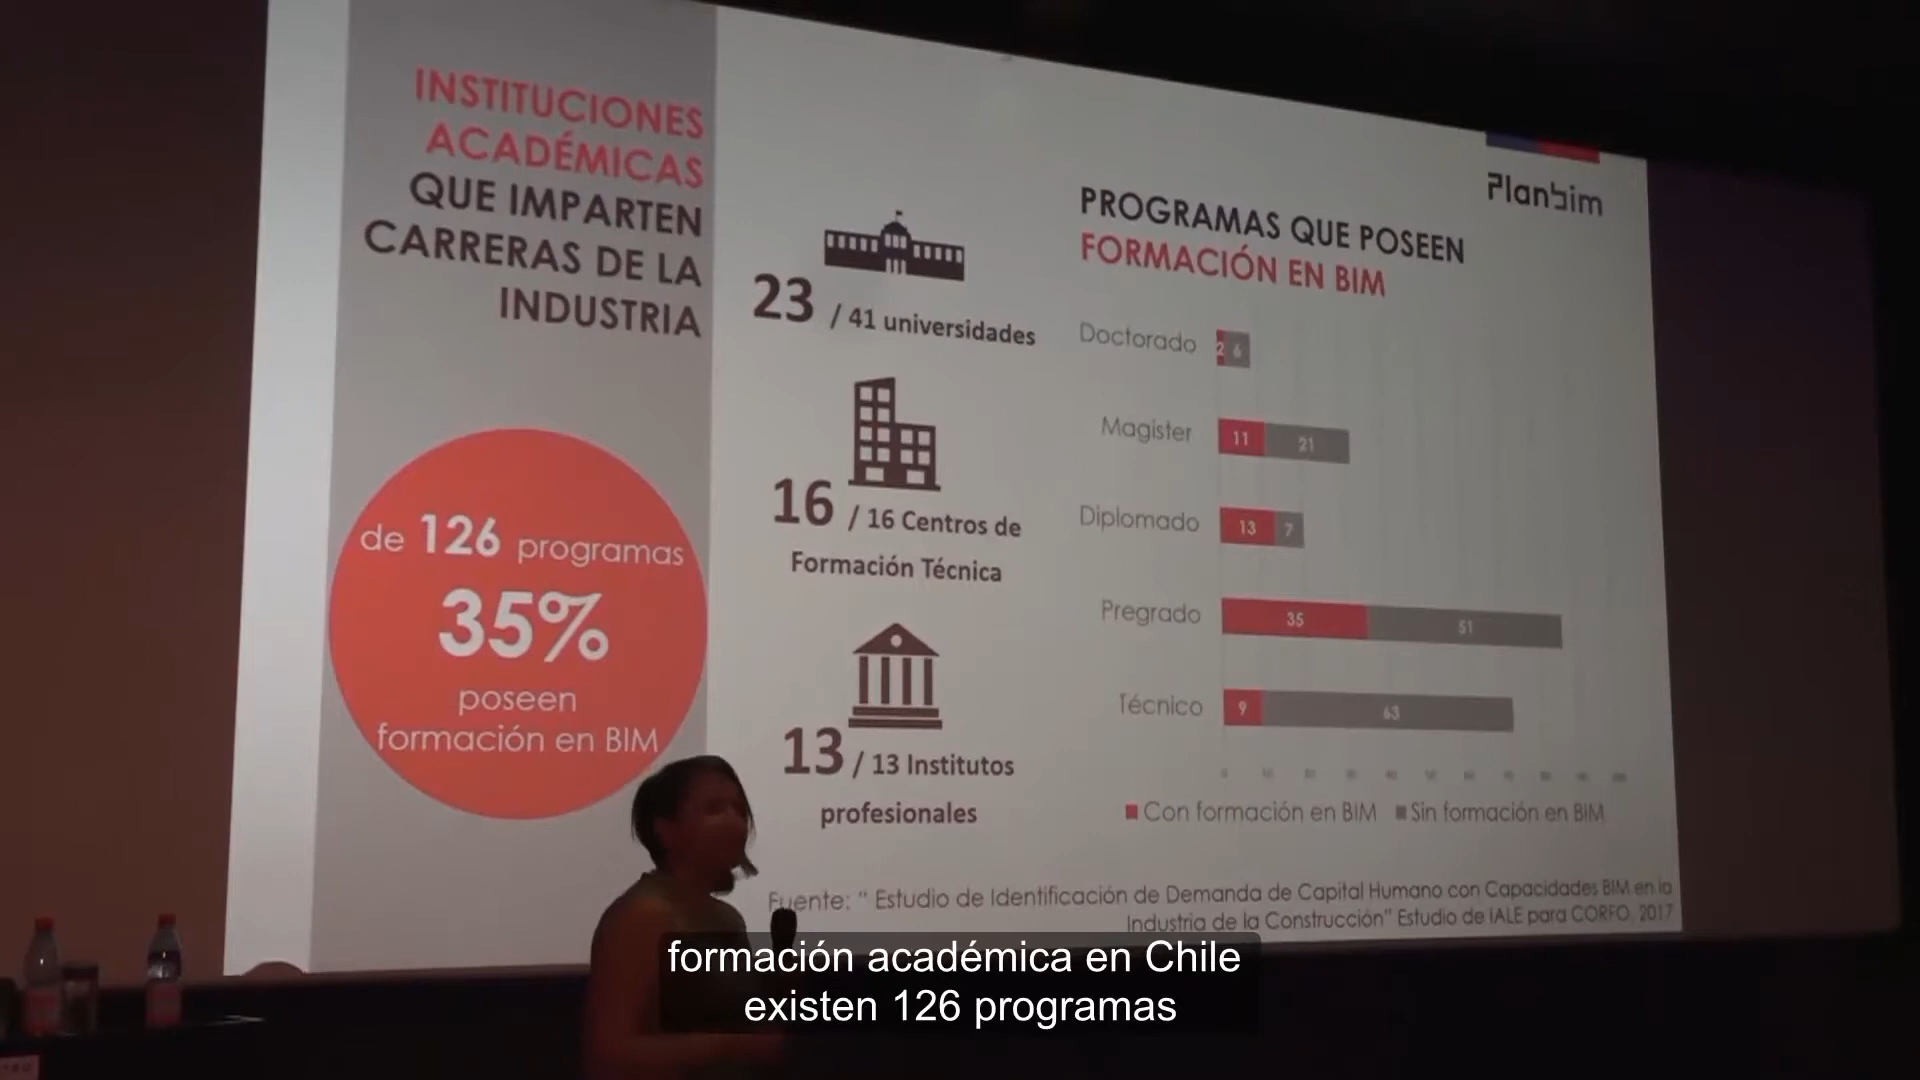 INSTITUCIONES
ACADÉMICAS
QUE IMPARTEN
CARRERAS DE LA
INDUSTRIA
de 126 programas
35%
poseen
formación en BIM
23 / 41 universidades
16 / 16 Centros de
Formación Técnica
13 / 13 Institutos
profesionales
Planbim
PROGRAMAS QUE POSEEN
FORMACIÓN EN BIM
Doctorado 2 6
Magister 11 21
Diplomado 13 7
Pregrado 35 51
Técnico 9 63
Con formación en BIM Sin formación en BIM
Fuente: " Estudio de Identificación de Demanda de Capital Humano con Capacidades BIM en la
Industria de la Construcción" Estudio de IALE para CORFO, 2017
formación académica en Chile
existen 126 programas